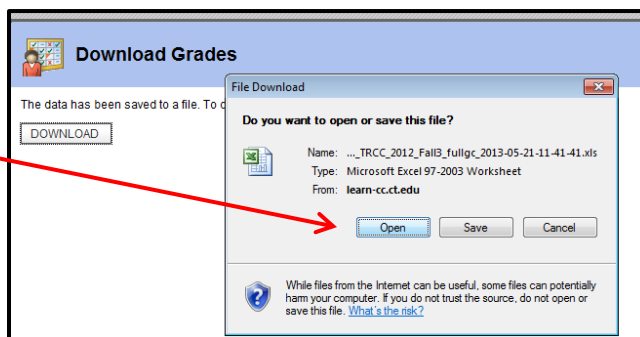 Download Grades
The data has been saved to a file. To
DOWNLOAD
File Download
Do you want to open or save this file?
Name: ..._TRCC_2012_Fall3_fullgc_2013-05-21-11-41-41.xls
Type: Microsoft Excel 97-2003 Worksheet
From: learn-cc.ct.edu
Open Save Cancel
While files from the Internet can be useful, some files can potentially
harm your computer. If you do not trust the source, do not open or
save this file. What's the risk?